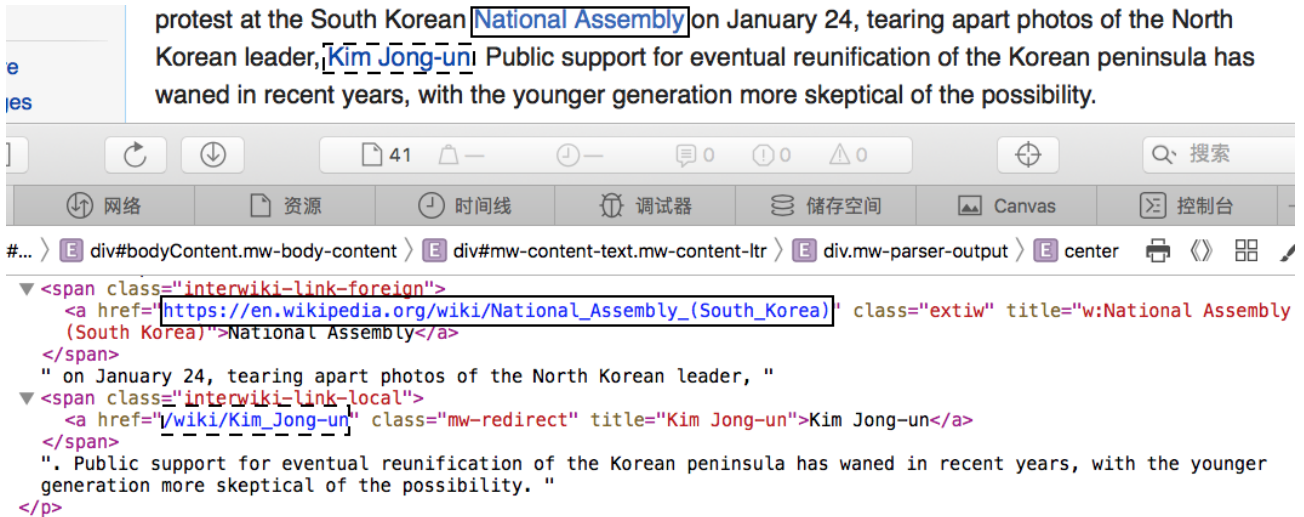 protest at the South Korean National Assembly on January 24, tearing apart photos of the North
Korean leader, Kim Jong-un. Public support for eventual reunification of the Korean peninsula has
waned in recent years, with the younger generation more skeptical of the possibility.
41 — — 0 0 0 搜索
网络 资源 时间线 调试器 储存空间 Canvas 控制台
#... 〉 E div#bodyContent.mw-body-content 〉 E div#mw-content-text.mw-content-ltr 〉 E div.mw-parser-output 〉 E center
▼ <span class="interwiki-link-foreign">
<a href="https://en.wikipedia.org/wiki/National_Assembly_(South_Korea)" class="extiw" title="w:National Assembly
(South Korea)">National Assembly</a>
</span>
" on January 24, tearing apart photos of the North Korean leader, "
▼ <span class="interwiki-link-local">
<a href="/wiki/Kim_Jong-un" class="mw-redirect" title="Kim Jong-un">Kim Jong-un</a>
</span>
". Public support for eventual reunification of the Korean peninsula has waned in recent years, with the younger
generation more skeptical of the possibility. "
</p>